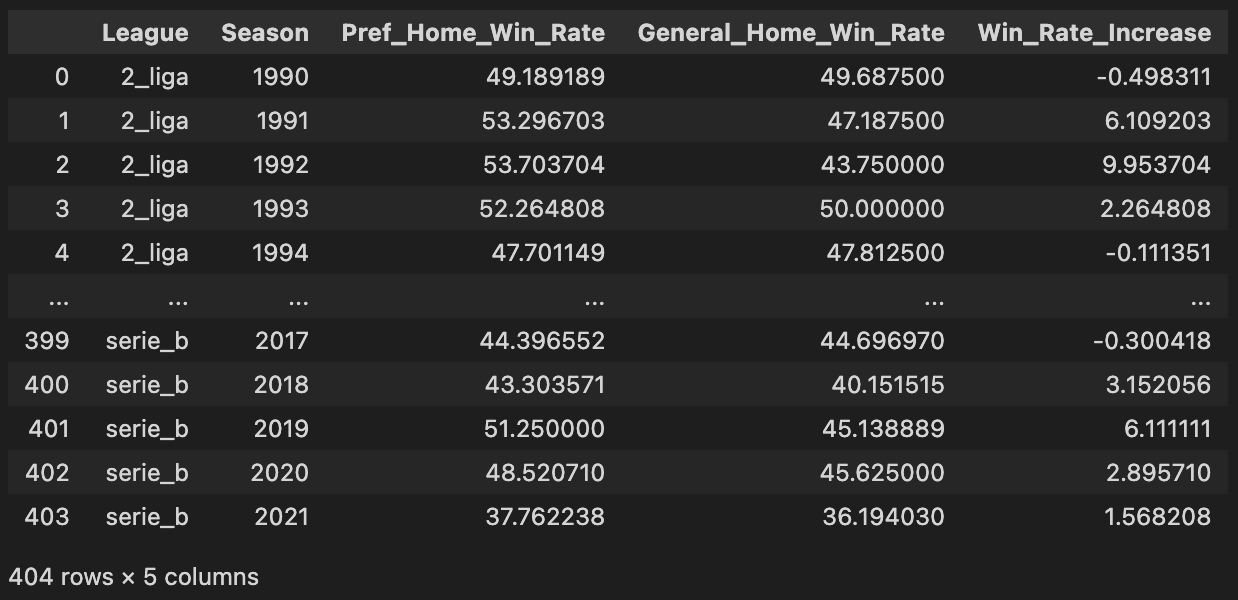 League Season Pref_Home_Win_Rate General_Home_Win_Rate Win_Rate_Increase
0 2_liga 1990 49.189189 49.687500 -0.498311
1 2_liga 1991 53.296703 47.187500 6.109203
2 2_liga 1992 53.703704 43.750000 9.953704
3 2_liga 1993 52.264808 50.000000 2.264808
4 2_liga 1994 47.701149 47.812500 -0.111351
... ... ... ... ... ...
399 serie_b 2017 44.396552 44.696970 -0.300418
400 serie_b 2018 43.303571 40.151515 3.152056
401 serie_b 2019 51.250000 45.138889 6.111111
402 serie_b 2020 48.520710 45.625000 2.895710
403 serie_b 2021 37.762238 36.194030 1.568208
404 rows × 5 columns